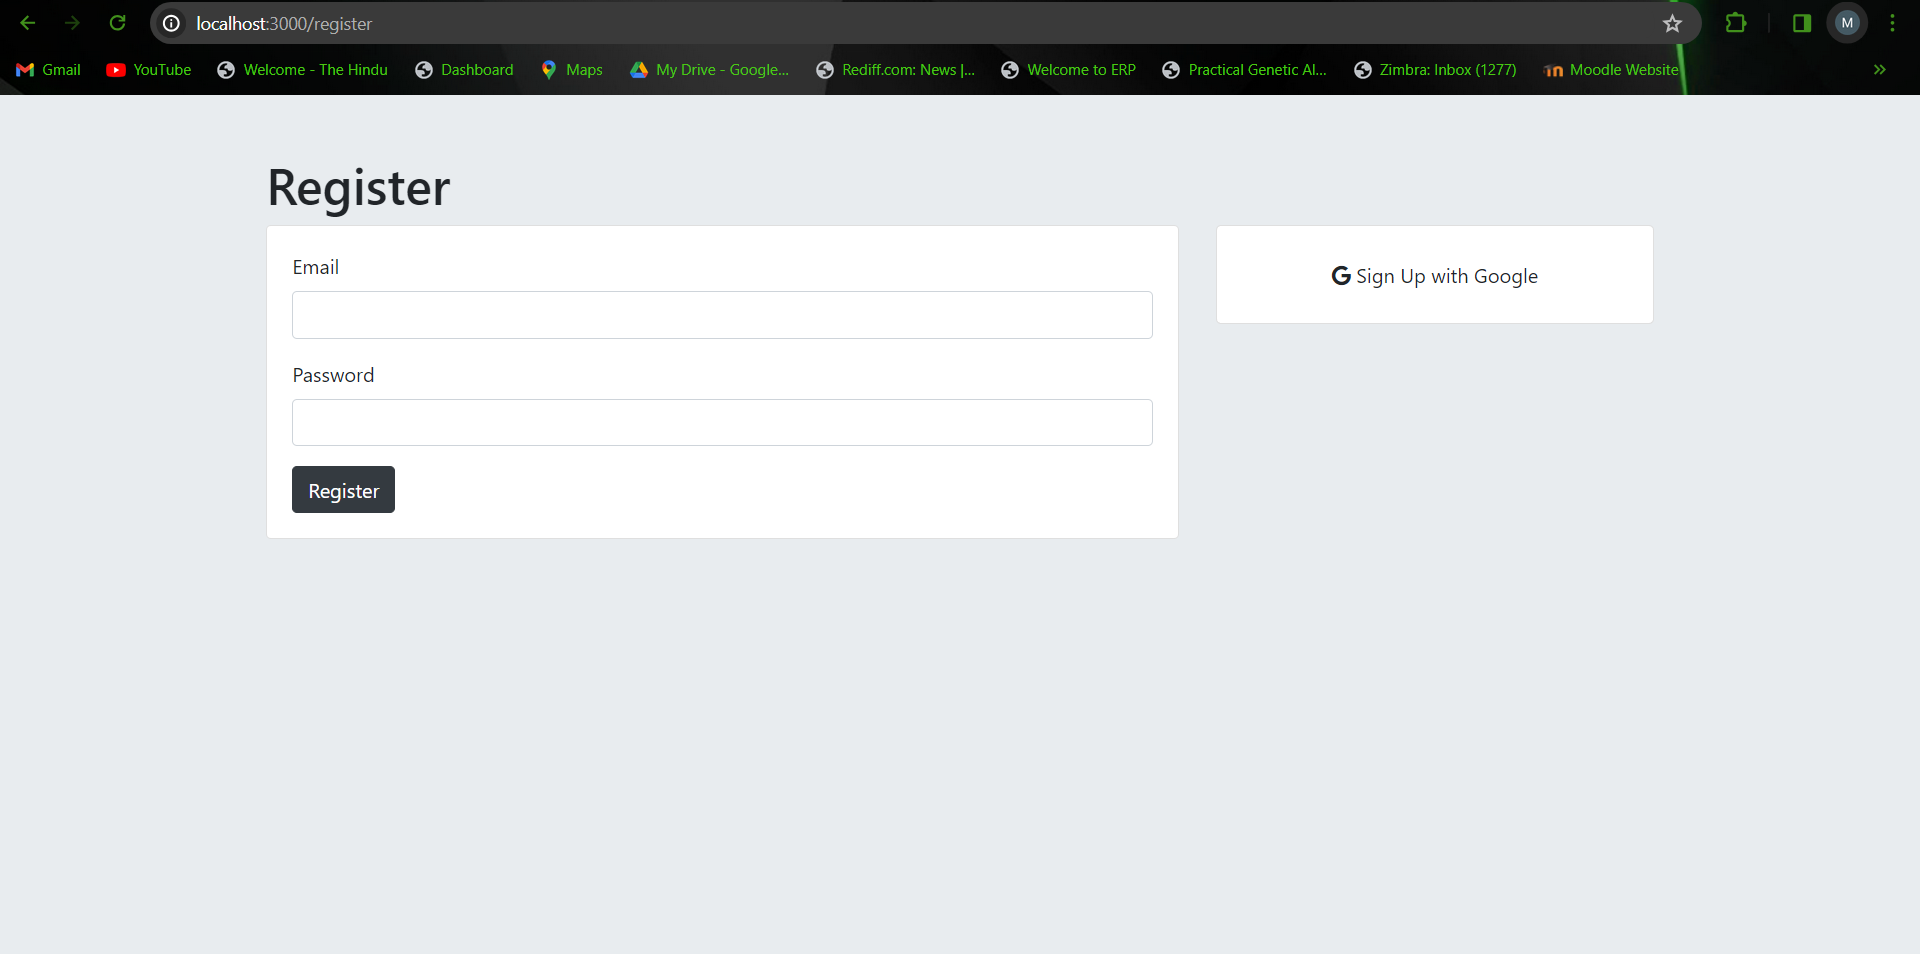 localhost:3000/register
M
Gmail YouTube Welcome - The Hindu Dashboard Maps My Drive - Google... Rediff.com: News |... Welcome to ERP Practical Genetic Al... Zimbra: Inbox (1277) Moodle Website
Register
Email
Password
Register
G Sign Up with Google